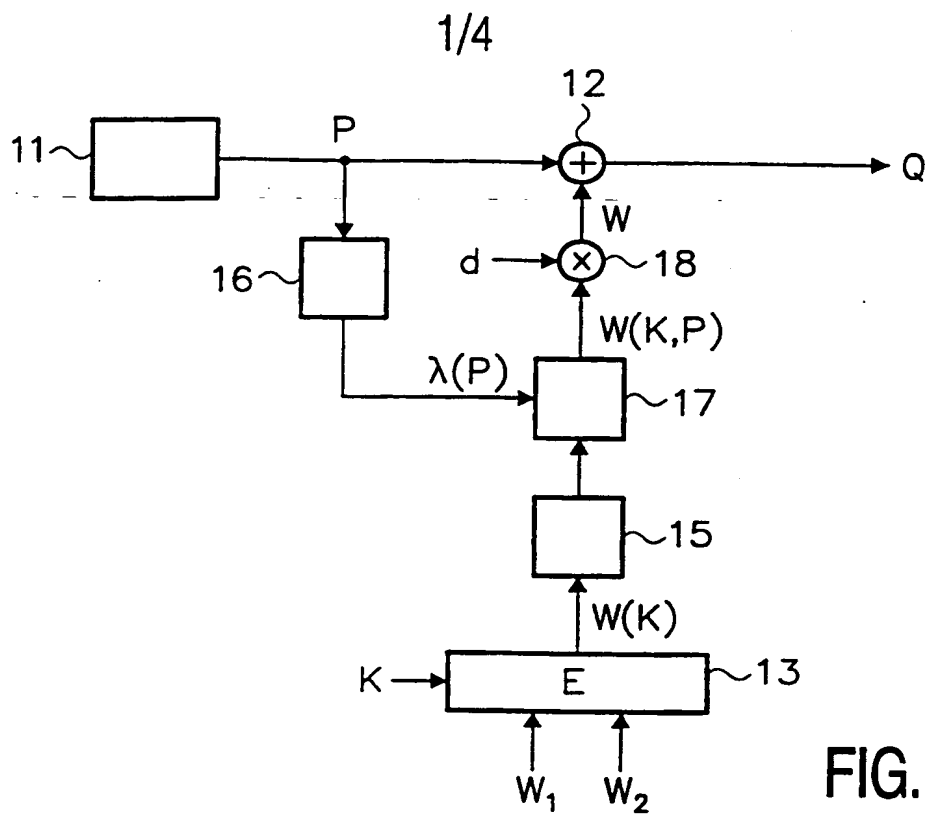 1/4
12
11
P
+
Q
W
16
d
×
18
W(K,P)
λ(P)
17
15
W(K)
K
E
13
W₁
W₂
FIG.